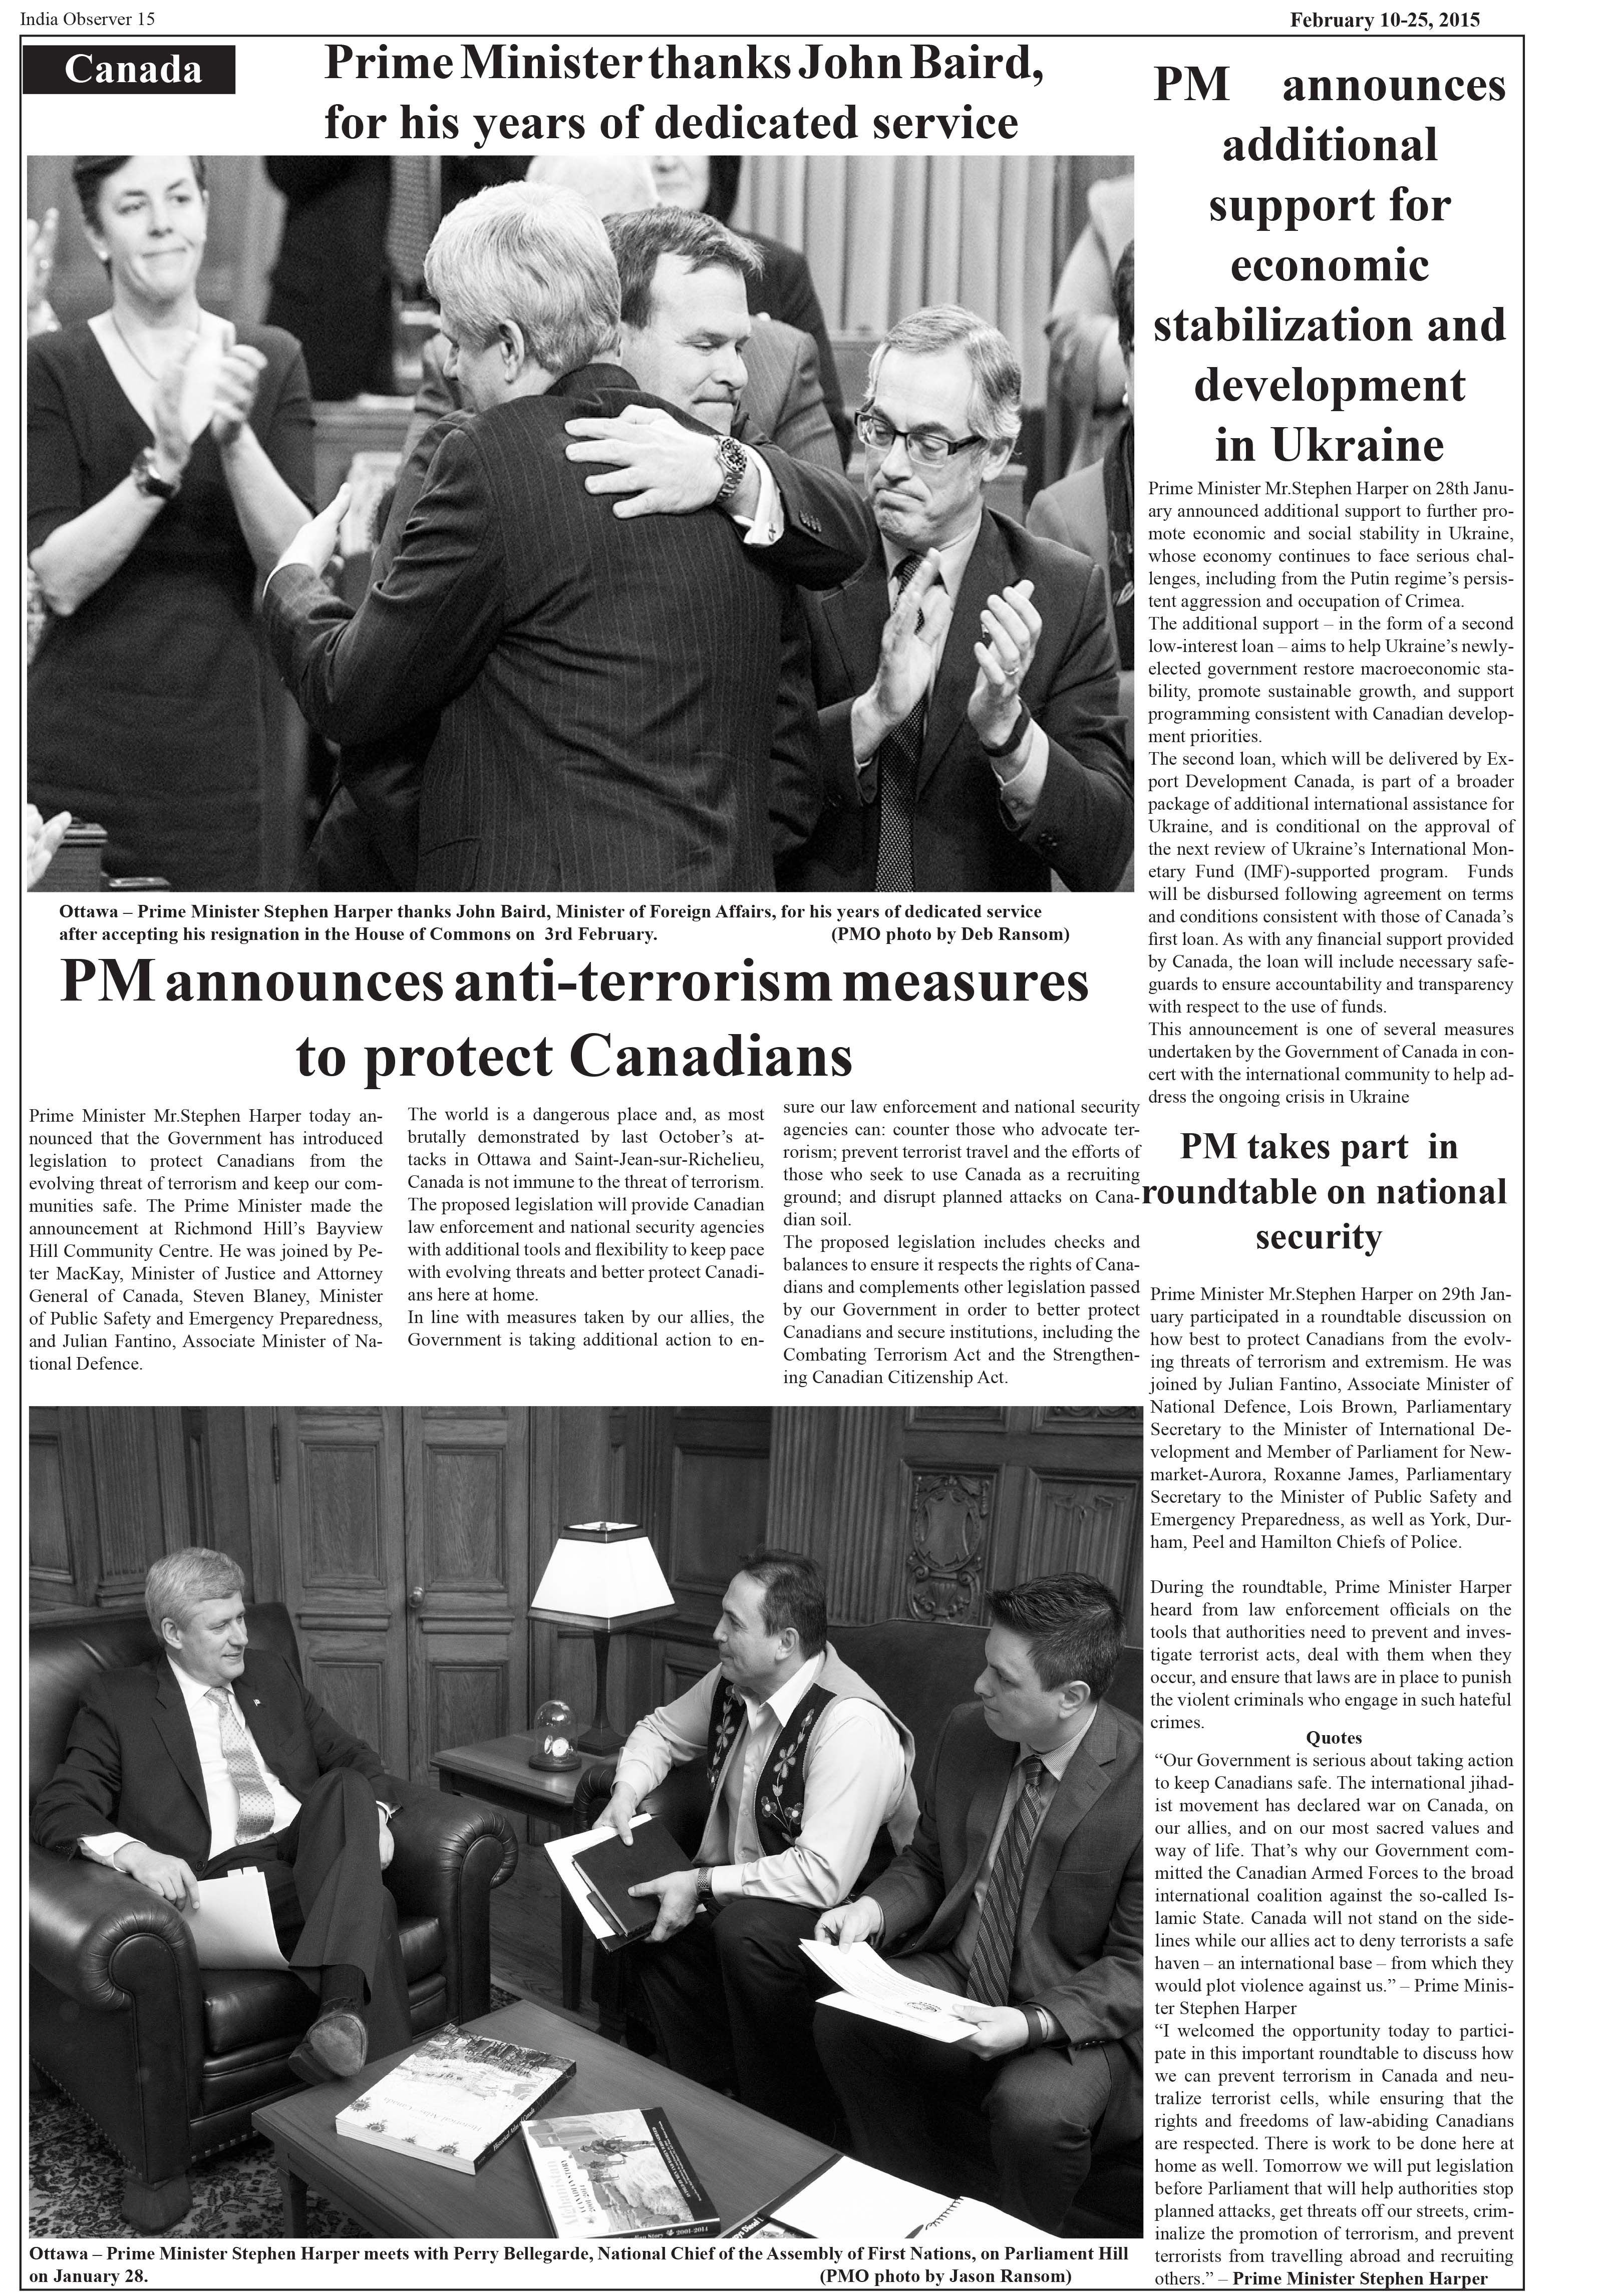 India Observer 15
February 10-25, 2015
Canada
Prime Minister thanks John Baird,
for his years of dedicated service
Ottawa – Prime Minister Stephen Harper thanks John Baird, Minister of Foreign Affairs, for his years of dedicated service
after accepting his resignation in the House of Commons on 3rd February. (PMO photo by Deb Ransom)
PM announces anti-terrorism measures
to protect Canadians
Prime Minister Mr.Stephen Harper today an-
nounced that the Government has introduced
legislation to protect Canadians from the
evolving threat of terrorism and keep our com-
munities safe. The Prime Minister made the
announcement at Richmond Hill’s Bayview
Hill Community Centre. He was joined by Pe-
ter MacKay, Minister of Justice and Attorney
General of Canada, Steven Blaney, Minister
of Public Safety and Emergency Preparedness,
and Julian Fantino, Associate Minister of Na-
tional Defence.
The world is a dangerous place and, as most
brutally demonstrated by last October’s at-
tacks in Ottawa and Saint-Jean-sur-Richelieu,
Canada is not immune to the threat of terrorism.
The proposed legislation will provide Canadian
law enforcement and national security agencies
with additional tools and flexibility to keep pace
with evolving threats and better protect Canadi-
ans here at home.
In line with measures taken by our allies, the
Government is taking additional action to en-
sure our law enforcement and national security
agencies can: counter those who advocate ter-
rorism; prevent terrorist travel and the efforts of
those who seek to use Canada as a recruiting
ground; and disrupt planned attacks on Cana-
dian soil.
The proposed legislation includes checks and
balances to ensure it respects the rights of Cana-
dians and complements other legislation passed
by our Government in order to better protect
Canadians and secure institutions, including the
Combating Terrorism Act and the Strengthen-
ing Canadian Citizenship Act.
Ottawa – Prime Minister Stephen Harper meets with Perry Bellegarde, National Chief of the Assembly of First Nations, on Parliament Hill
on January 28. (PMO photo by Jason Ransom)
PM announces
additional
support for
economic
stabilization and
development
in Ukraine
Prime Minister Mr.Stephen Harper on 28th Janu-
ary announced additional support to further pro-
mote economic and social stability in Ukraine,
whose economy continues to face serious chal-
lenges, including from the Putin regime’s persis-
tent aggression and occupation of Crimea.
The additional support – in the form of a second
low-interest loan – aims to help Ukraine’s newly-
elected government restore macroeconomic sta-
bility, promote sustainable growth, and support
programming consistent with Canadian develop-
ment priorities.
The second loan, which will be delivered by Ex-
port Development Canada, is part of a broader
package of additional international assistance for
Ukraine, and is conditional on the approval of
the next review of Ukraine’s International Mon-
etary Fund (IMF)-supported program. Funds
will be disbursed following agreement on terms
and conditions consistent with those of Canada’s
first loan. As with any financial support provided
by Canada, the loan will include necessary safe-
guards to ensure accountability and transparency
with respect to the use of funds.
This announcement is one of several measures
undertaken by the Government of Canada in con-
cert with the international community to help ad-
dress the ongoing crisis in Ukraine
PM takes part in
roundtable on national
security
Prime Minister Mr.Stephen Harper on 29th Jan-
uary participated in a roundtable discussion on
how best to protect Canadians from the evolv-
ing threats of terrorism and extremism. He was
joined by Julian Fantino, Associate Minister of
National Defence, Lois Brown, Parliamentary
Secretary to the Minister of International De-
velopment and Member of Parliament for New-
market-Aurora, Roxanne James, Parliamentary
Secretary to the Minister of Public Safety and
Emergency Preparedness, as well as York, Dur-
ham, Peel and Hamilton Chiefs of Police.
During the roundtable, Prime Minister Harper
heard from law enforcement officials on the
tools that authorities need to prevent and inves-
tigate terrorist acts, deal with them when they
occur, and ensure that laws are in place to punish
the violent criminals who engage in such hateful
crimes.
Quotes
“Our Government is serious about taking action
to keep Canadians safe. The international jihad-
ist movement has declared war on Canada, on
our allies, and on our most sacred values and
way of life. That’s why our Government com-
mitted the Canadian Armed Forces to the broad
international coalition against the so-called Is-
lamic State. Canada will not stand on the side-
lines while our allies act to deny terrorists a safe
haven – an international base – from which they
would plot violence against us.” – Prime Minis-
ter Stephen Harper
“I welcomed the opportunity today to partici-
pate in this important roundtable to discuss how
we can prevent terrorism in Canada and neu-
tralize terrorist cells, while ensuring that the
rights and freedoms of law-abiding Canadians
are respected. There is work to be done here at
home as well. Tomorrow we will put legislation
before Parliament that will help authorities stop
planned attacks, get threats off our streets, crim-
inalize the promotion of terrorism, and prevent
terrorists from travelling abroad and recruiting
others.” – Prime Minister Stephen Harper